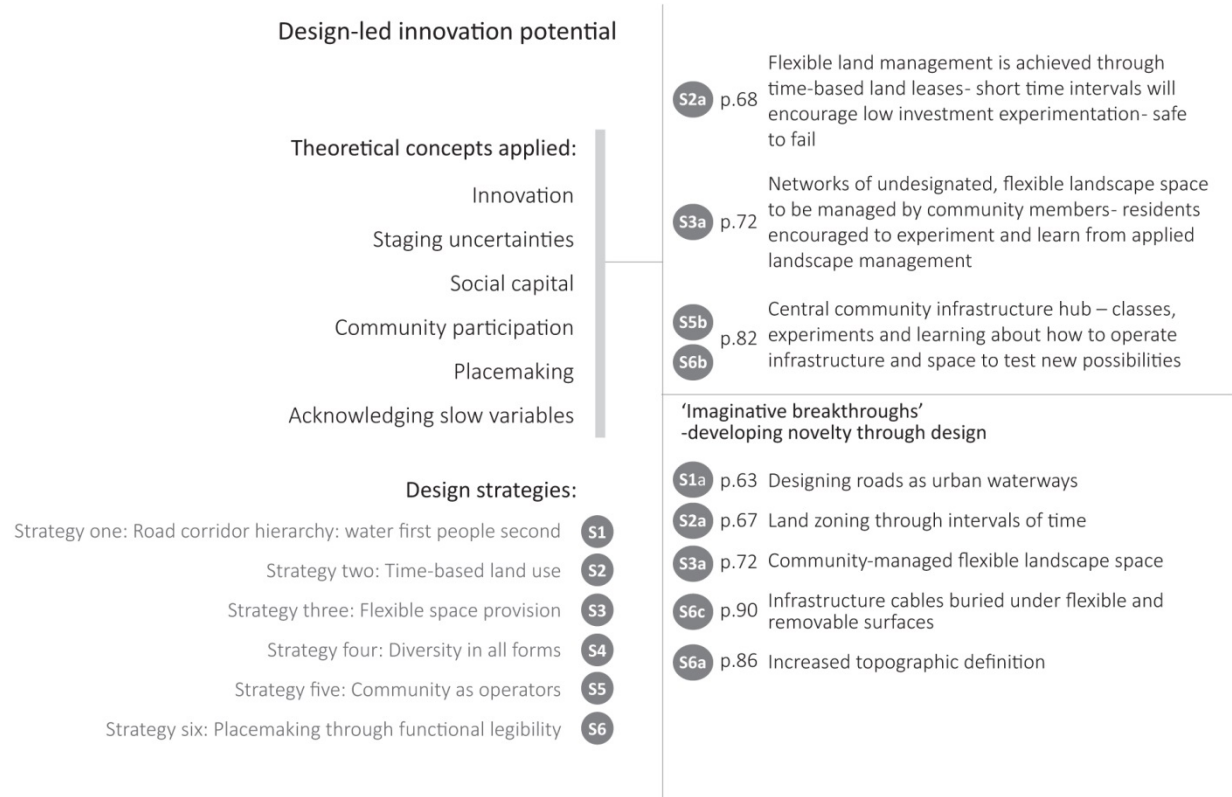 Design-led innovation potential
Theoretical concepts applied:
Innovation
Staging uncertainties
Social capital
Community participation
Placemaking
Acknowledging slow variables
Design strategies:
Strategy one: Road corridor hierarchy: water first people second S1
Strategy two: Time-based land use S2
Strategy three: Flexible space provision S3
Strategy four: Diversity in all forms S4
Strategy five: Community as operators S5
Strategy six: Placemaking through functional legibility S6
S2a p.68
Flexible land management is achieved through
time-based land leases- short time intervals will
encourage low investment experimentation- safe
to fail
S3a p.72
Networks of undesignated, flexible landscape space
to be managed by community members- residents
encouraged to experiment and learn from applied
landscape management
S5b
S6b
p.82
Central community infrastructure hub – classes,
experiments and learning about how to operate
infrastructure and space to test new possibilities
‘Imaginative breakthroughs’
-developing novelty through design
S1a p.63 Designing roads as urban waterways
S2a p.67 Land zoning through intervals of time
S3a p.72 Community-managed flexible landscape space
S6c p.90 Infrastructure cables buried under flexible and
removable surfaces
S6a p.86 Increased topographic definition